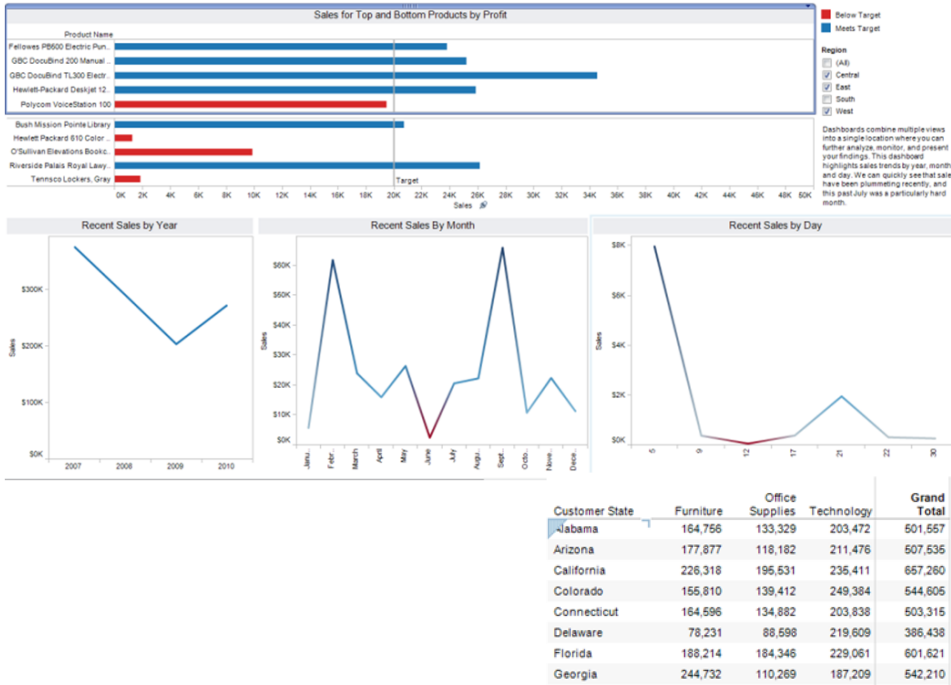 Sales for Top and Bottom Products by Profit
Below Target
Meets Target
Product Name
Fellowes PB600 Electric Pun..
GBC DocuBind 200 Manual ..
GBC DocuBind TL300 Electr..
Hewlett-Packard Deskjet 12..
Polycom VoiceStation 100
Bush Mission Pointe Library
Hewlett Packard 610 Color ..
O'Sullivan Elevations Bookc..
Riverside Palais Royal Lawy..
Tennsco Lockers, Gray
Target
0K 2K 4K 6K 8K 10K 12K 14K 16K 18K 20K 22K 24K 26K 28K 30K 32K 34K 36K 38K 40K 42K 44K 46K 48K 50K
Sales
Region
(All)
Central
East
South
West
Dashboards combine multiple views
into a single location where you can
further analyze, monitor, and present
your findings. This dashboard
highlights sales trends by year, month
and day. We can quickly see that sale
have been plummeting recently, and
this past July was a particularly hard
month.
Recent Sales by Year
Sales
$300K
$200K
$100K
$0K
2007 2008 2009 2010
Recent Sales By Month
Sales
$60K
$50K
$40K
$30K
$20K
$10K
$0K
Janu.. Febr.. March April May June July Augu.. Sept.. Octo.. Nove.. Dece..
Recent Sales by Day
Sales
$8K
$6K
$4K
$2K
$0K
5 9 12 17 21 22 30
Customer State Furniture Office Supplies Technology Grand Total
Alabama 164,756 133,329 203,472 501,557
Arizona 177,877 118,182 211,476 507,535
California 226,318 195,531 235,411 657,260
Colorado 155,810 139,412 249,384 544,605
Connecticut 164,596 134,882 203,838 503,315
Delaware 78,231 88,598 219,609 386,438
Florida 188,214 184,346 229,061 601,621
Georgia 244,732 110,269 187,209 542,210